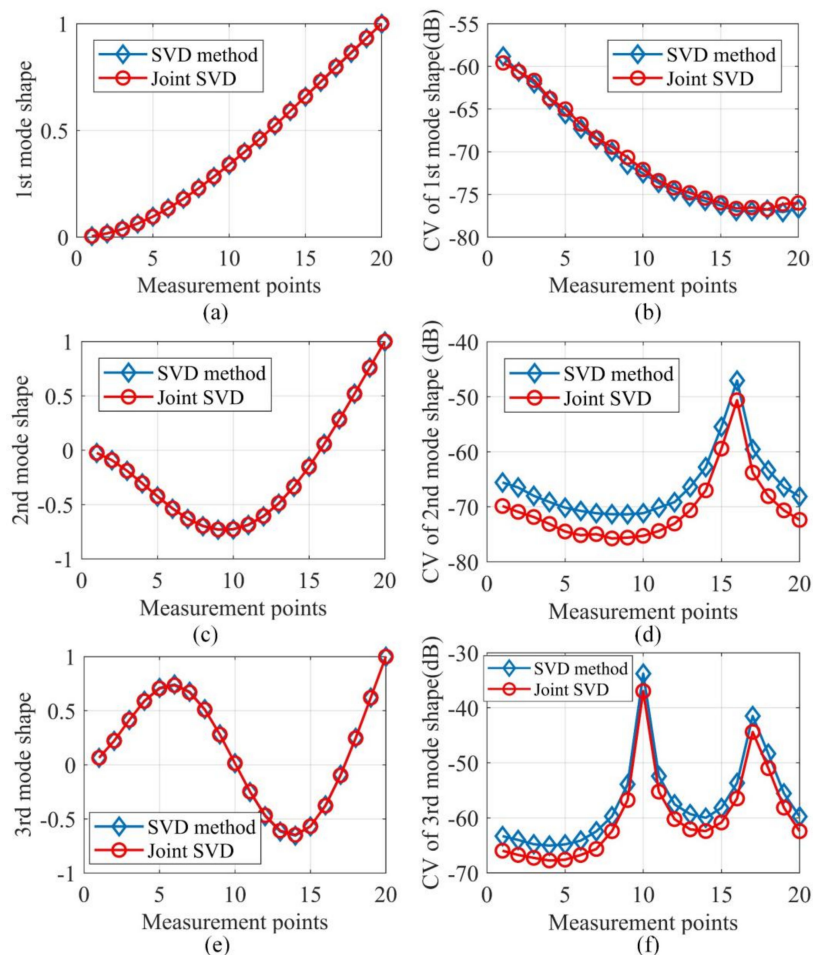 1st mode shape
1
0.5
0
SVD method
Joint SVD
0 5 10 15 20
Measurement points
(a)
CV of 1st mode shape(dB)
-55
-60
-65
-70
-75
-80
SVD method
Joint SVD
0 5 10 15 20
Measurement points
(b)
2nd mode shape
1
0.5
0
-0.5
-1
SVD method
Joint SVD
0 5 10 15 20
Measurement points
(c)
CV of 2nd mode shape (dB)
-40
-50
-60
-70
-80
SVD method
Joint SVD
0 5 10 15 20
Measurement points
(d)
3rd mode shape
1
0.5
0
-0.5
-1
SVD method
Joint SVD
0 5 10 15 20
Measurement points
(e)
CV of 3rd mode shape(dB)
-30
-40
-50
-60
-70
SVD method
Joint SVD
0 5 10 15 20
Measurement points
(f)